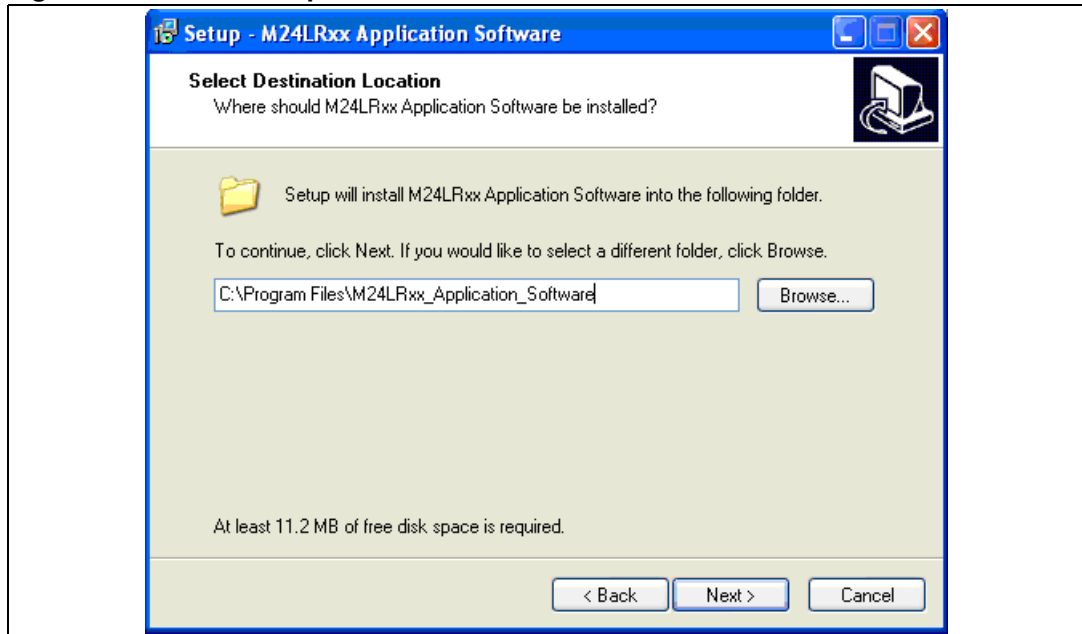 Setup - M24LRxx Application Software
Select Destination Location
Where should M24LRxx Application Software be installed?
Setup will install M24LRxx Application Software into the following folder.
To continue, click Next. If you would like to select a different folder, click Browse.
C:\Program Files\M24LRxx_Application_Software
Browse...
At least 11.2 MB of free disk space is required.
< Back
Next >
Cancel